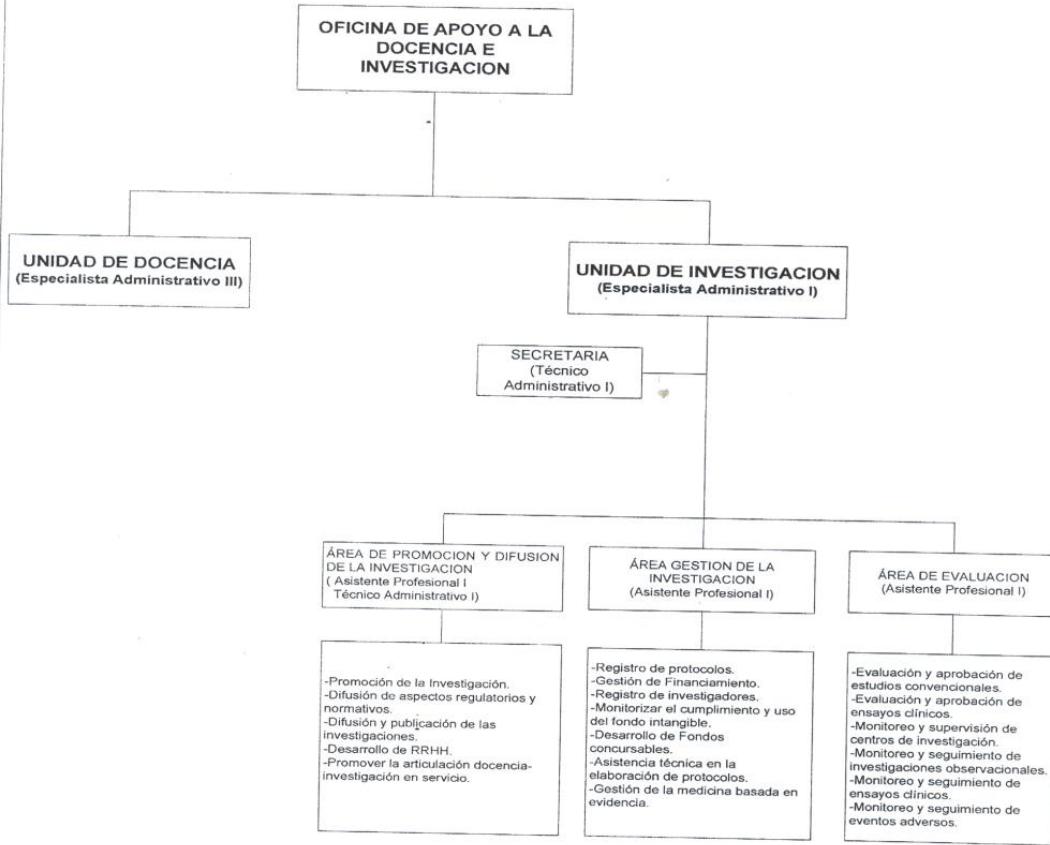 OFICINA DE APOYO A LA
DOCENCIA E
INVESTIGACION
UNIDAD DE DOCENCIA
(Especialista Administrativo III)
UNIDAD DE INVESTIGACION
(Especialista Administrativo I)
SECRETARIA
(Técnico
Administrativo I)
ÁREA DE PROMOCION Y DIFUSION
DE LA INVESTIGACION
( Asistente Profesional I
Técnico Administrativo I)
ÁREA GESTION DE LA
INVESTIGACION
(Asistente Profesional I)
ÁREA DE EVALUACION
(Asistente Profesional I)
-Promoción de la Investigación.
-Difusión de aspectos regulatorios y
normativos.
-Difusión y publicación de las
investigaciones.
-Desarrollo de RRHH.
-Promover la articulación docencia-
investigación en servicio.
-Registro de protocolos.
-Gestión de Financiamiento.
-Registro de investigadores.
-Monitorizar el cumplimiento y uso
del fondo intangible.
-Desarrollo de Fondos
concursables.
-Asistencia técnica en la
elaboración de protocolos.
-Gestión de la medicina basada en
evidencia.
-Evaluación y aprobación de
estudios convencionales.
-Evaluación y aprobación de
ensayos clínicos.
-Monitoreo y supervisión de
centros de investigación.
-Monitoreo y seguimiento de
investigaciones observacionales.
-Monitoreo y seguimiento de
ensayos clínicos.
-Monitoreo y seguimiento de
eventos adversos.